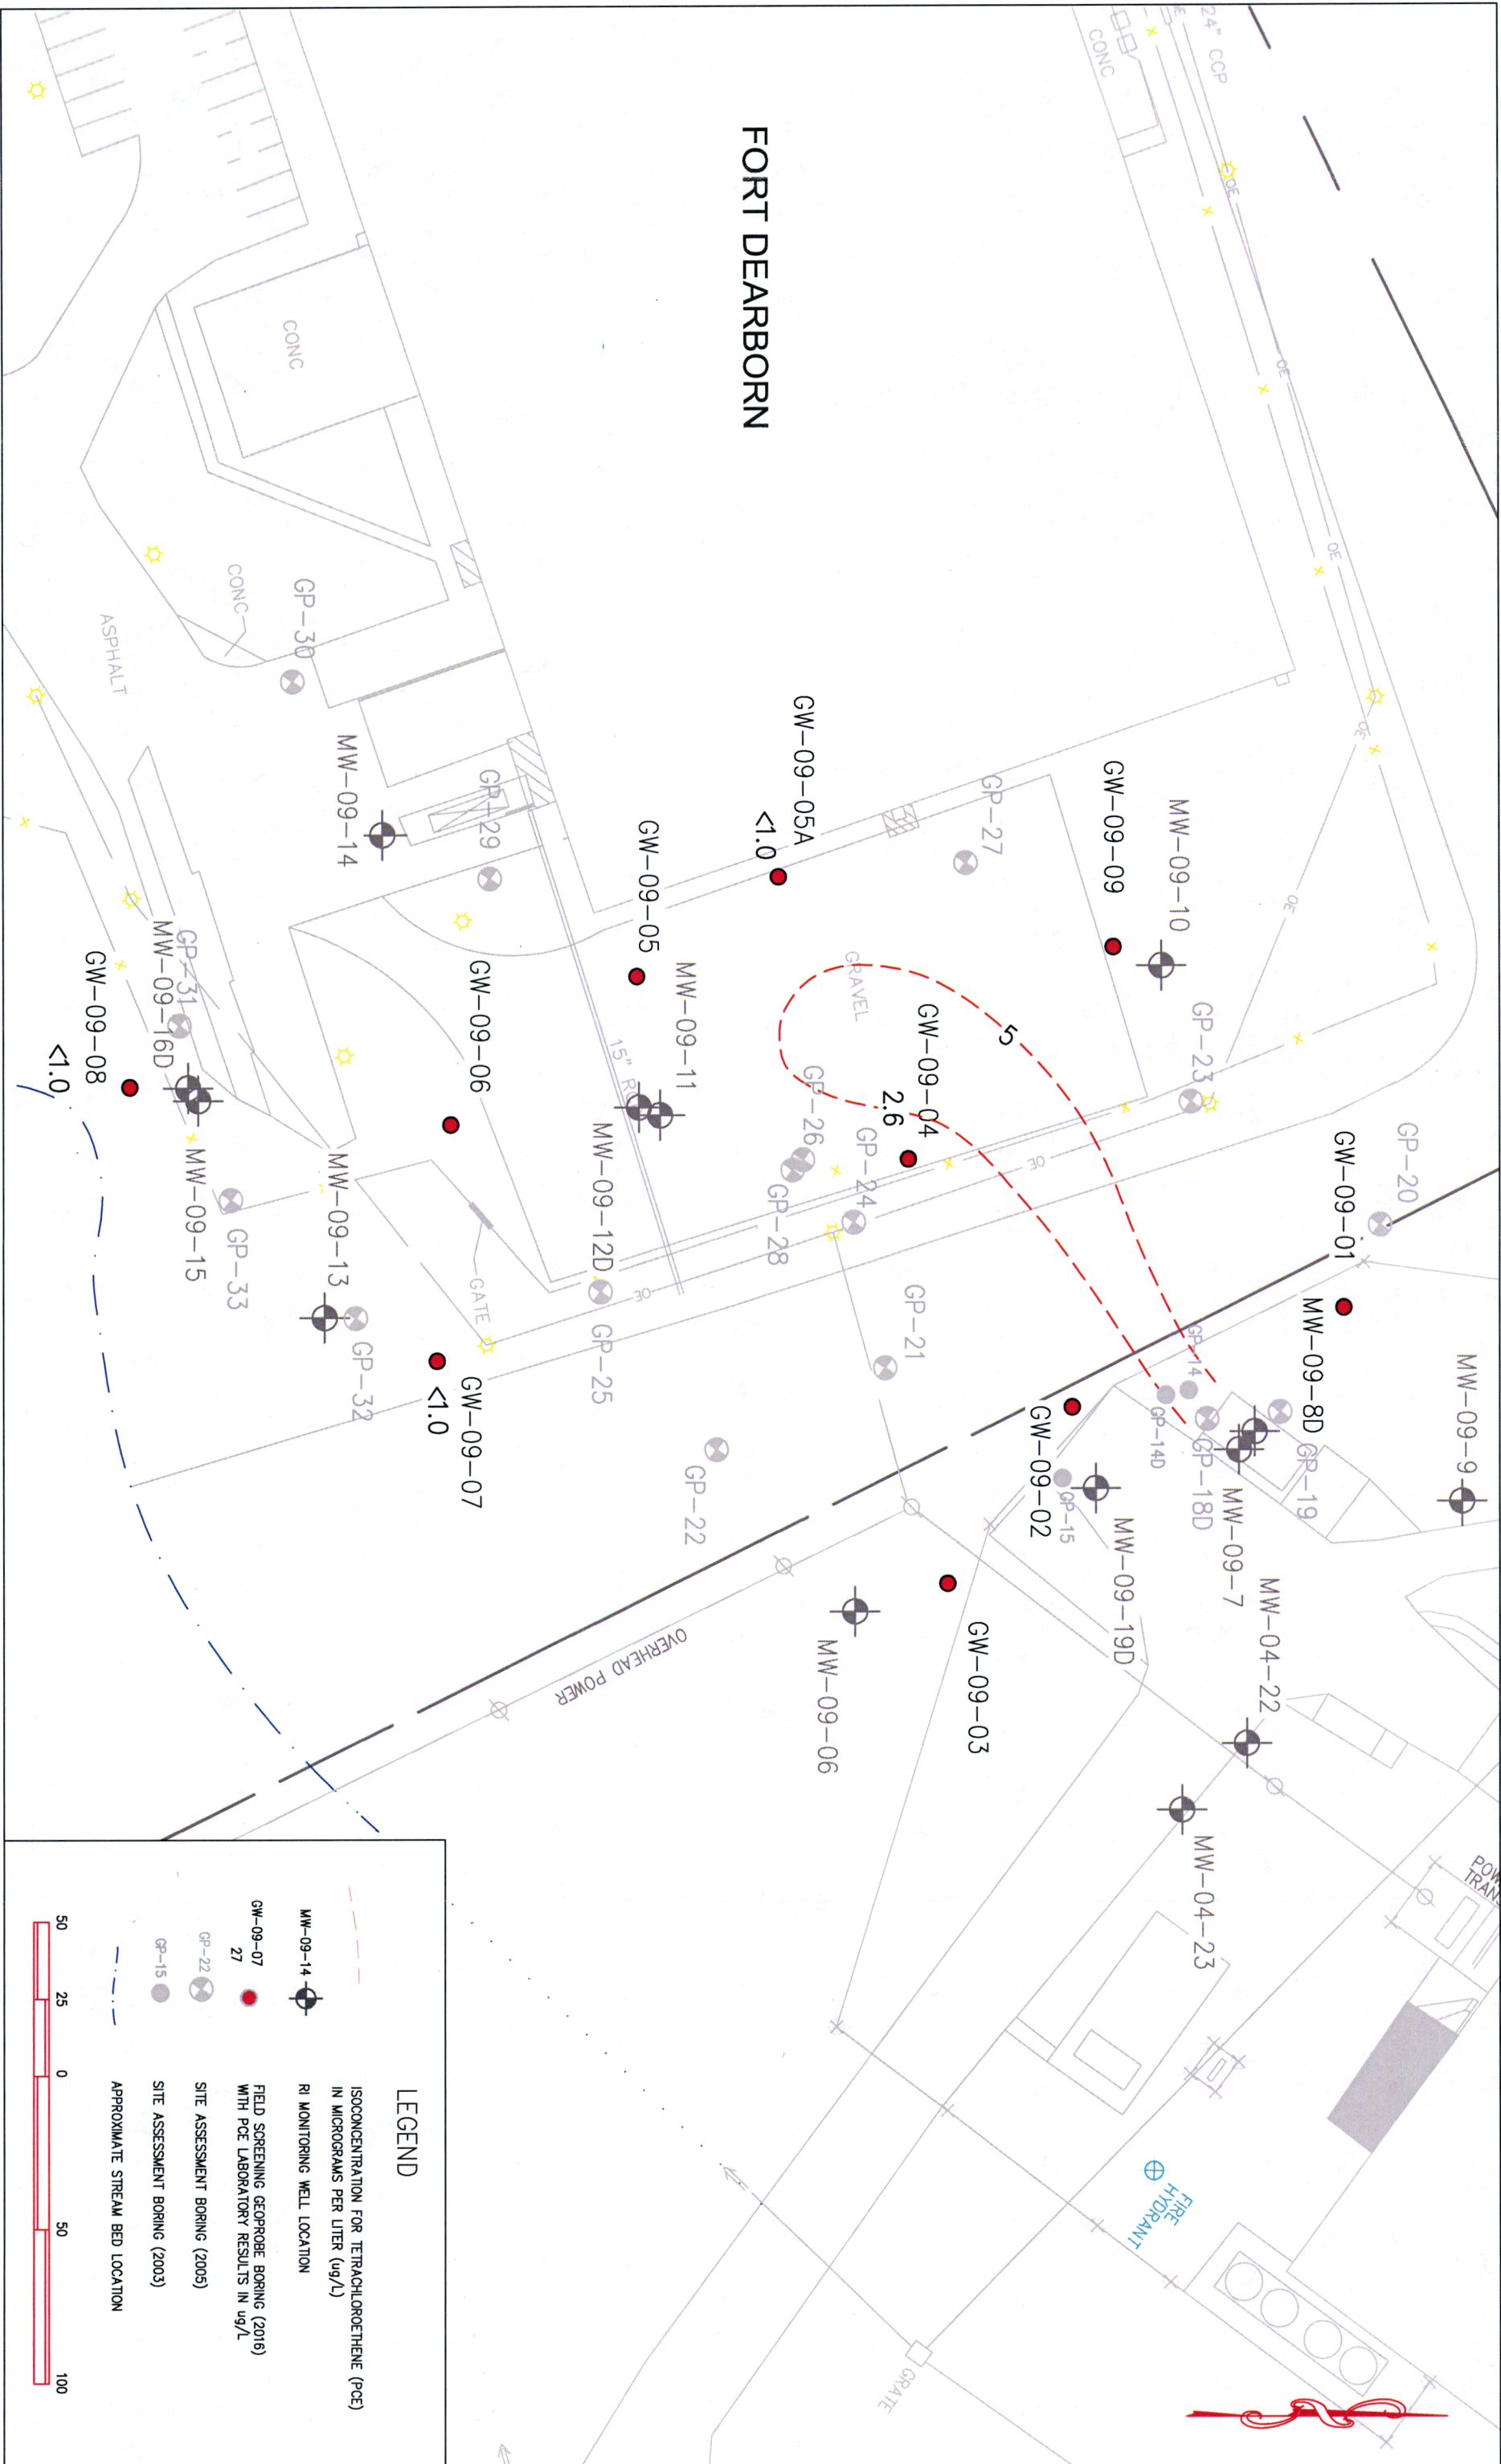 FORT DEARBORN
24" CCP
CONC
OE
OE
OE
OE
OE
OE
OE
CONC
CONC
ASPHALT
GRAVEL
15"
GATE
OVERHEAD POWER
GRATE
FIRE
HYDRANT
5
GW-09-05A
<1.0
GW-09-09
MW-09-10
GP-27
GP-30
MW-09-14
GP-29
GW-09-05
MW-09-11
GW-09-06
GW-09-04
2.6
GP-23
GP-26
GP-24
GP-28
GP-20
GW-09-01
MW-09-8D
MW-09-9
GP-14
GP-14D
GP-18D
GP-19
GP-21
GW-09-02
GP-15
MW-09-7
MW-09-19D
MW-04-22
MW-04-23
GW-09-03
MW-09-06
GP-22
MW-09-12D
GP-25
GW-09-07
<1.0
GP-32
MW-09-13
GP-33
MW-09-15
GP-31
MW-09-16D
GW-09-08
<1.0
LEGEND
ISOCONCENTRATION FOR TETRACHLOROETHENE (PCE)
IN MICROGRAMS PER LITER (ug/L)
MW-09-14
RI MONITORING WELL LOCATION
GW-09-07
27
FIELD SCREENING GEOPROBE BORING (2016)
WITH PCE LABORATORY RESULTS IN ug/L
GP-22
SITE ASSESSMENT BORING (2005)
GP-15
SITE ASSESSMENT BORING (2003)
APPROXIMATE STREAM BED LOCATION
50 25 0 50 100